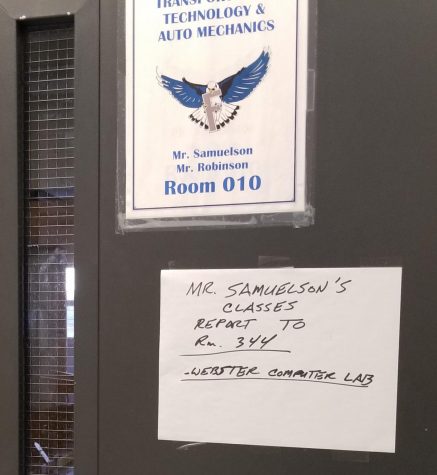 TECHNOLOGY &
AUTO MECHANICS
F
Mr. Samuelson
Mr. Robinson
Room 010
MR. SAMUELSON'S
CLASSES
REPORT TO
Rm. 344
-WEBSTER COMPUTER LAB